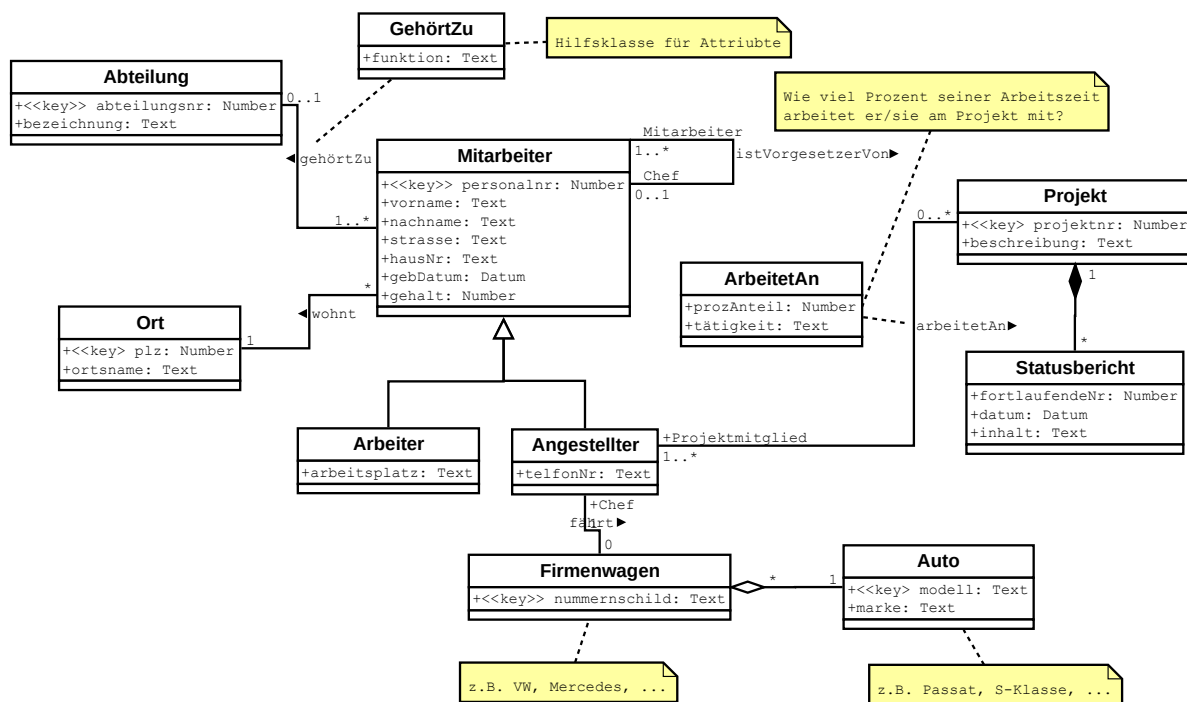 GehörtZu
+funktion: Text
Hilfsklasse für Attriubte
Abteilung
+<<key>> abteilungsnr: Number
+bezeichnung: Text
0..1
Wie viel Prozent seiner Arbeitszeit
arbeitet er/sie am Projekt mit?
◄gehörtZu
1..*
Mitarbeiter
+<<key>> personalnr: Number
+vorname: Text
+nachname: Text
+strasse: Text
+hausNr: Text
+gebDatum: Datum
+gehalt: Number
Mitarbeiter
1..*
istVorgesetzerVon►
Chef
0..1
Projekt
+<<key> projektnr: Number
+beschreibung: Text
0..*
1
ArbeitetAn
+prozAnteil: Number
+tätigkeit: Text
arbeitetAn►
*
◄wohnt
1
Ort
+<<key> plz: Number
+ortsname: Text
*
Statusbericht
+fortlaufendeNr: Number
+datum: Datum
+inhalt: Text
Arbeiter
+arbeitsplatz: Text
Angestellter
+telfonNr: Text
+Projektmitglied
1..*
+Chef
1
fährt►
0
Firmenwagen
+<<key>> nummernschild: Text
*
1
Auto
+<<key> modell: Text
+marke: Text
z.B. VW, Mercedes, ...
z.B. Passat, S-Klasse, ...